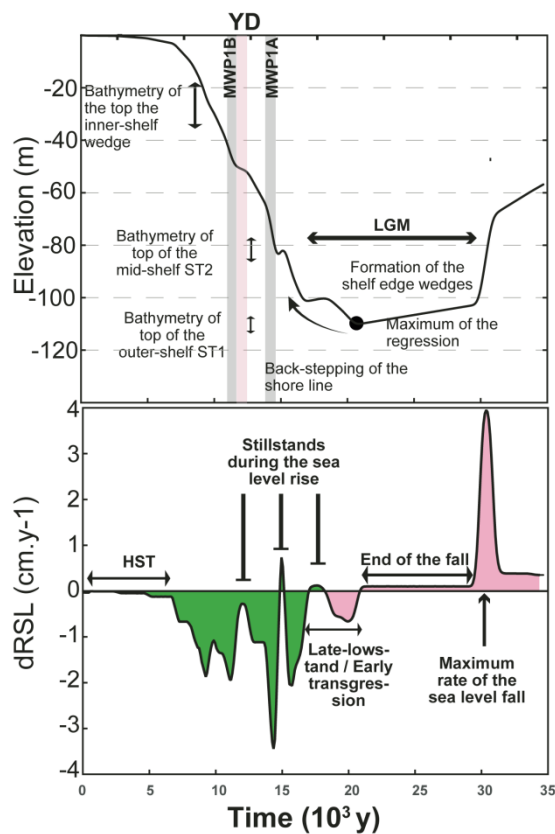 YD
MWP1B
MWP1A
-20
-40
-60
-80
-100
-120
Elevation (m)
Bathymetry of
the top the
inner-shelf
wedge
Bathymetry of
top of the
mid-shelf ST2
Bathymetry of
top of the
outer-shelf ST1
LGM
Formation of the
shelf edge wedges
Maximum of the
regression
Back-stepping of the
shore line
4
3
2
1
0
-1
-2
-3
-4
dRSL (cm.y-1)
Stillstands
during the sea
level rise
HST
End of the fall
Late-lows-
tand / Early
transgres-
sion
Maximum
rate of the
sea level fall
0 5 10 15 20 25 30 35
Time (10³ y)